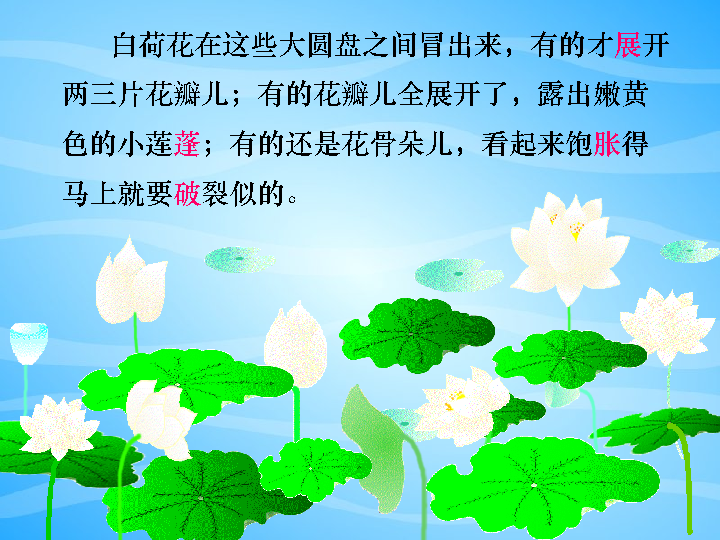 白荷花在这些大圆盘之间冒出来，有的才展开
两三片花瓣儿；有的花瓣儿全展开了，露出嫩黄
色的小莲蓬；有的还是花骨朵儿，看起来饱胀得
马上就要破裂似的。